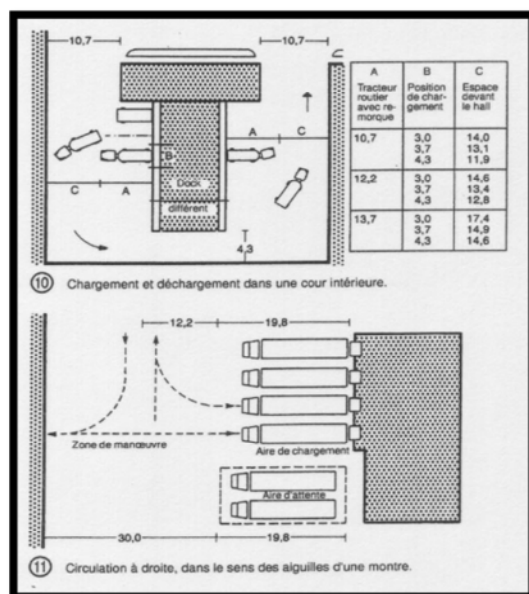 10,7
10,7
A
B
C
Tracteur
routier
avec re-
morque
Position
de char-
gement
Espace
devant
le hall
10,7
3,0
14,0
3,7
13,1
4,3
11,9
12,2
3,0
14,6
3,7
13,4
4,3
12,8
13,7
3,0
17,4
3,7
14,9
4,3
14,6
A
C
B
C
A
Dock
différent
4,3
10 Chargement et déchargement dans une cour intérieure.
12,2
19,8
Zone de manœuvre
Aire de chargement
Aire d'attente
30,0
19,8
11 Circulation à droite, dans le sens des aiguilles d'une montre.